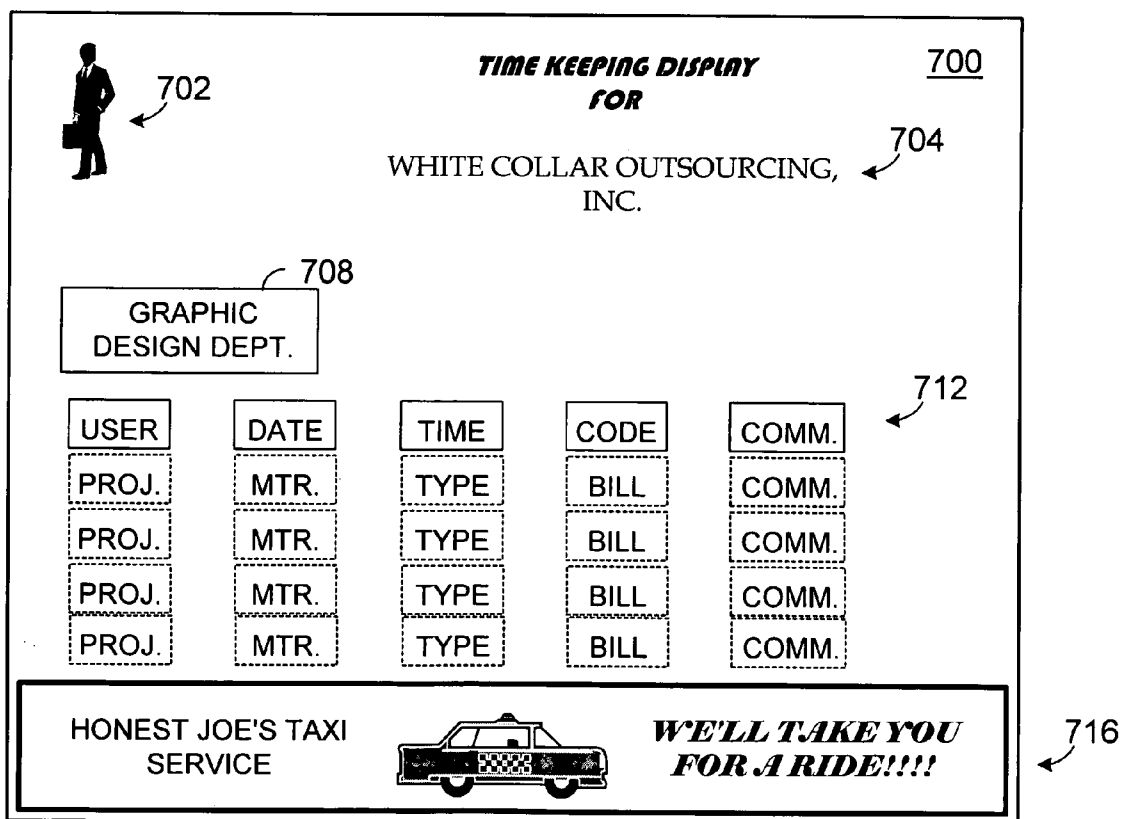 TIME KEEPING DISPLAY 700
FOR
702
704
WHITE COLLAR OUTSOURCING,
INC.
708
GRAPHIC
DESIGN DEPT.
712
USER DATE TIME CODE COMM.
PROJ. MTR. TYPE BILL COMM.
PROJ. MTR. TYPE BILL COMM.
PROJ. MTR. TYPE BILL COMM.
PROJ. MTR. TYPE BILL COMM.
HONEST JOE'S TAXI WE'LL TAKE YOU 716
SERVICE FOR A RIDE!!!!